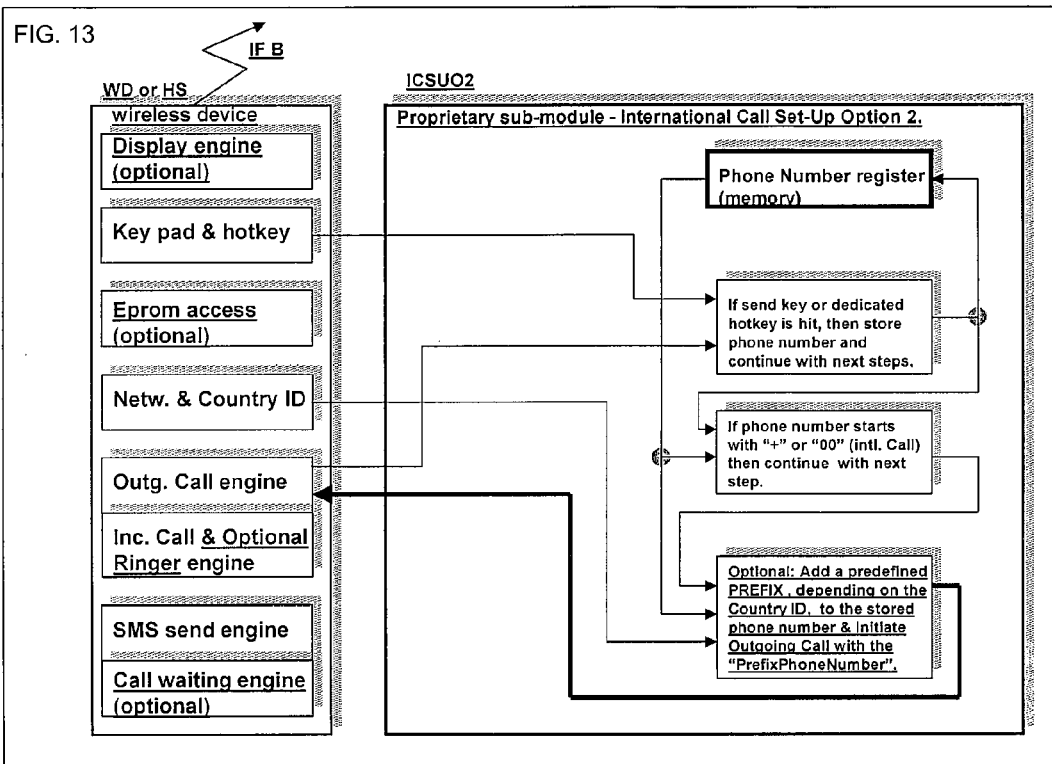 FIG. 13
IF B
WD or HS
wireless device
Display engine
(optional)
Key pad & hotkey
Eprom access
(optional)
Netw. & Country ID
Outg. Call engine
Inc. Call & Optional
Ringer engine
SMS send engine
Call waiting engine
(optional)
ICSUO2
Proprietary sub-module - International Call Set-Up Option 2.
Phone Number register
(memory)
If send key or dedicated
hotkey is hit, then store
phone number and
continue with next steps.
If phone number starts
with "+" or "00" (intl. Call)
then continue with next
step.
Optional: Add a predefined
PREFIX , depending on the
Country ID, to the stored
phone number & Initiate
Outgoing Call with the
"PrefixPhoneNumber".